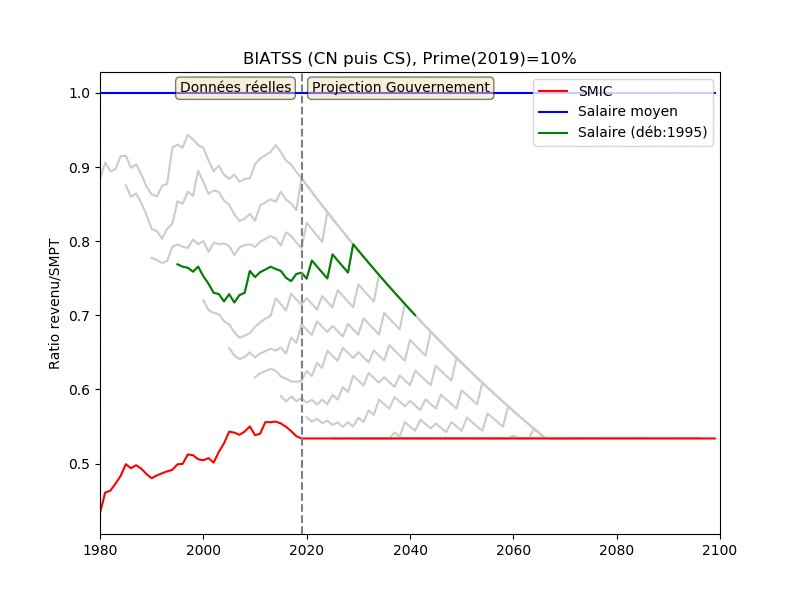 BIATSS (CN puis CS), Prime(2019)=10%
Données réelles
Projection Gouvernement
SMIC
Salaire moyen
Salaire (déb:1995)
Ratio revenu/SMPT
1.0
0.9
0.8
0.7
0.6
0.5
1980
2000
2020
2040
2060
2080
2100